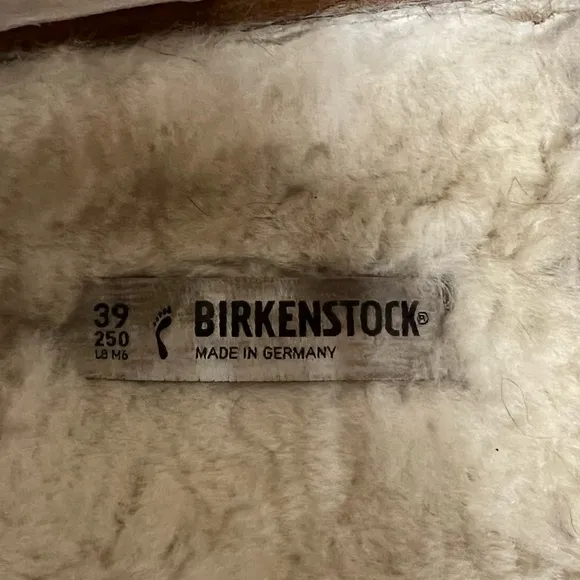 39
250
L8 M6
BIRKENSTOCK®
MADE IN GERMANY